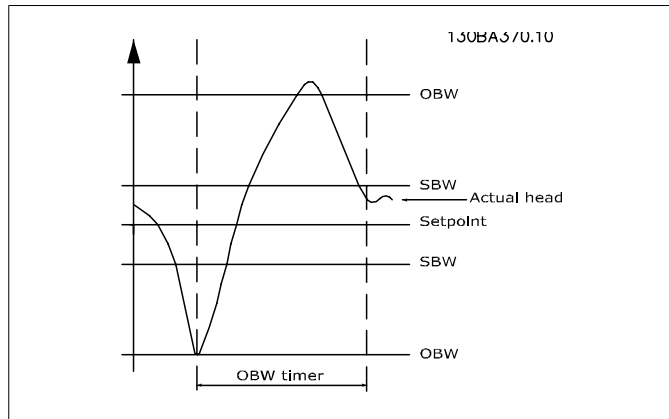 130BA370.10
OBW
SBW
Actual head
Setpoint
SBW
OBW
OBW timer